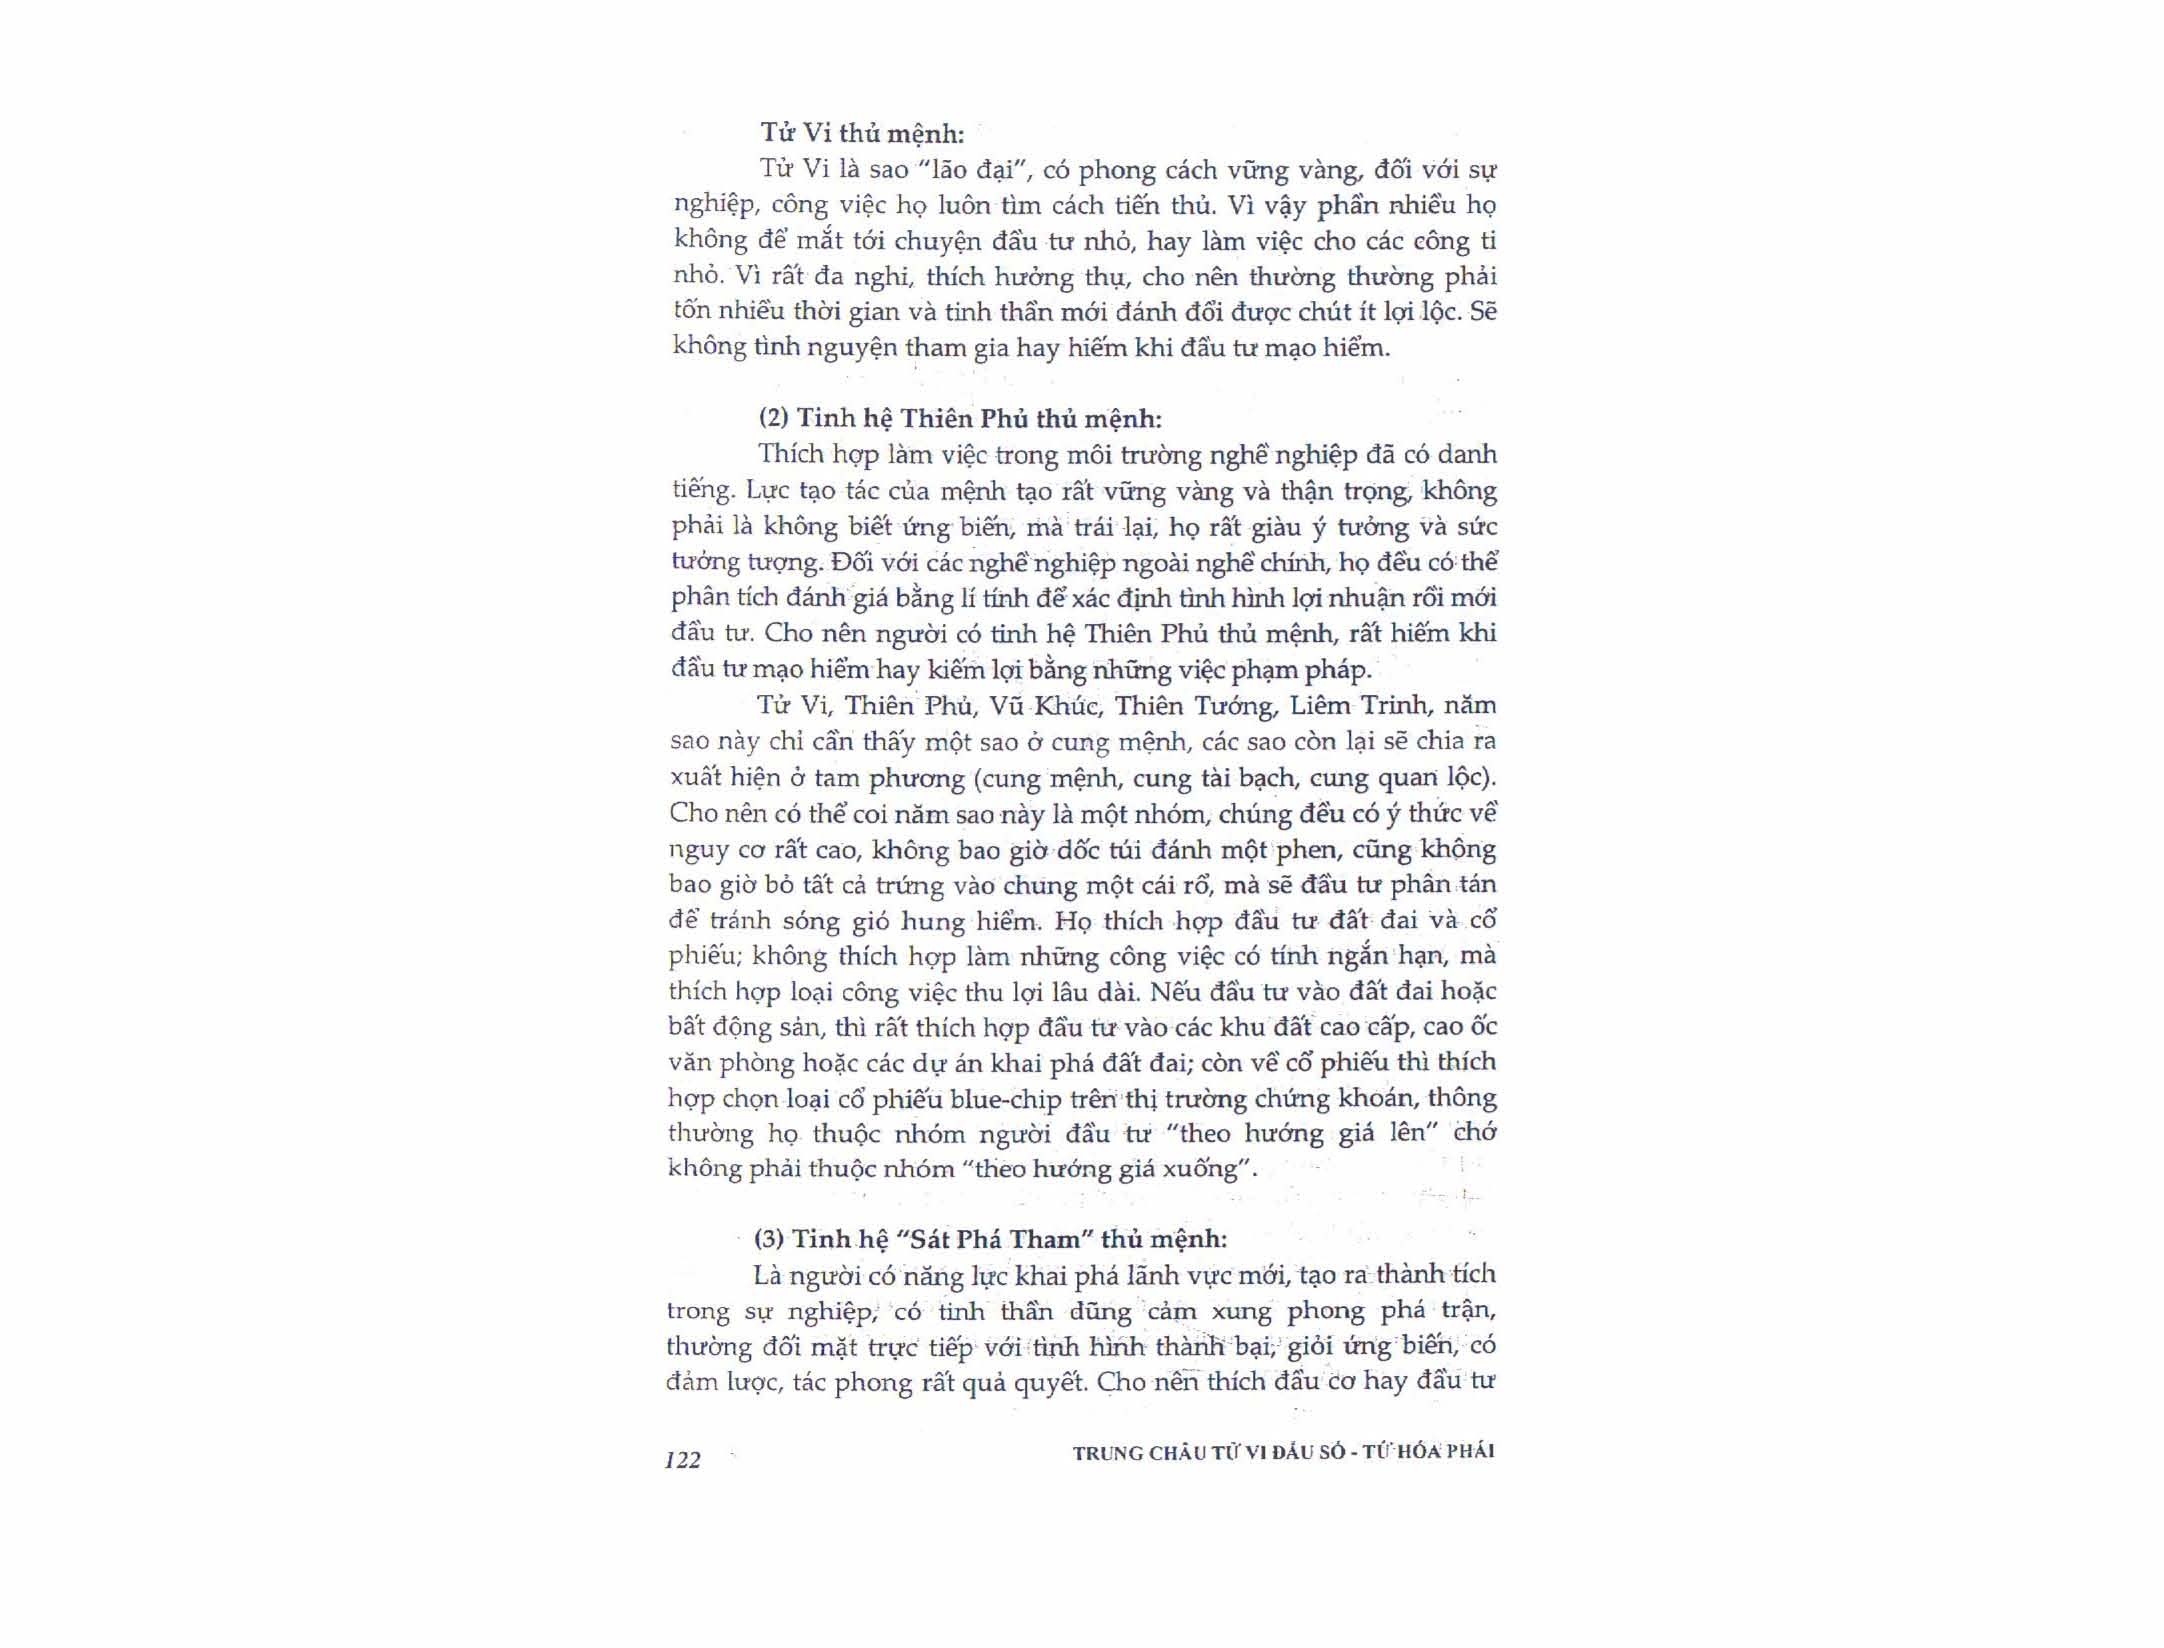 Tử Vi thủ mệnh:
Tử Vi là sao "lão đại", có phong cách vững vàng, đối với sự
nghiệp, công việc họ luôn tìm cách tiến thủ. Vì vậy phần nhiều họ
không để mắt tới chuyện đầu tư nhỏ, hay làm việc cho các công ti
nhỏ. Vì rất đa nghi, thích hưởng thụ, cho nên thường thường phải
tốn nhiều thời gian và tinh thần mới đánh đổi được chút ít lợi lộc. Sẽ
không tình nguyện tham gia hay hiếm khi đầu tư mạo hiểm.
(2) Tinh hệ Thiên Phủ thủ mệnh:
Thích hợp làm việc trong môi trường nghề nghiệp đã có danh
tiếng. Lực tạo tác của mệnh tạo rất vững vàng và thận trọng, không
phải là không biết ứng biến, mà trái lại, họ rất giàu ý tưởng và sức
tưởng tượng. Đối với các nghề nghiệp ngoài nghề chính, họ đều có thể
phân tích đánh giá bằng lí tính để xác định tình hình lợi nhuận rồi mới
đầu tư. Cho nên người có tinh hệ Thiên Phủ thủ mệnh, rất hiếm khi
đầu tư mạo hiểm hay kiếm lợi bằng những việc phạm pháp.
Tử Vi, Thiên Phủ, Vũ Khúc, Thiên Tướng, Liêm Trinh, năm
sao này chỉ cần thấy một sao ở cung mệnh, các sao còn lại sẽ chia ra
xuất hiện ở tam phương (cung mệnh, cung tài bạch, cung quan lộc).
Cho nên có thể coi năm sao này là một nhóm, chúng đều có ý thức về
nguy cơ rất cao, không bao giờ dốc túi đánh một phen, cũng không
bao giờ bỏ tất cả trứng vào chung một cái rổ, mà sẽ đầu tư phân tán
để tránh sóng gió hung hiểm. Họ thích hợp đầu tư đất đai và cổ
phiếu; không thích hợp làm những công việc có tính ngắn hạn, mà
thích hợp loại công việc thu lợi lâu dài. Nếu đầu tư vào đất đai hoặc
bất động sản, thì rất thích hợp đầu tư vào các khu đất cao cấp, cao ốc
văn phòng hoặc các dự án khai phá đất đai; còn về cổ phiếu thì thích
hợp chọn loại cổ phiếu blue-chip trên thị trường chứng khoán, thông
thường họ thuộc nhóm người đầu tư "theo hướng giá lên" chớ
không phải thuộc nhóm "theo hướng giá xuống".
(3) Tinh hệ "Sát Phá Tham" thủ mệnh:
Là người có năng lực khai phá lãnh vực mới, tạo ra thành tích
trong sự nghiệp, có tinh thần dũng cảm xung phong phá trận,
thường đối mặt trực tiếp với tình hình thành bại, giỏi ứng biến, có
đảm lược, tác phong rất quả quyết. Cho nên thích đầu cơ hay đầu tư
122 TRUNG CHÂU TỬ VI ĐẨU SỐ - TỨ HÓA PHÁI